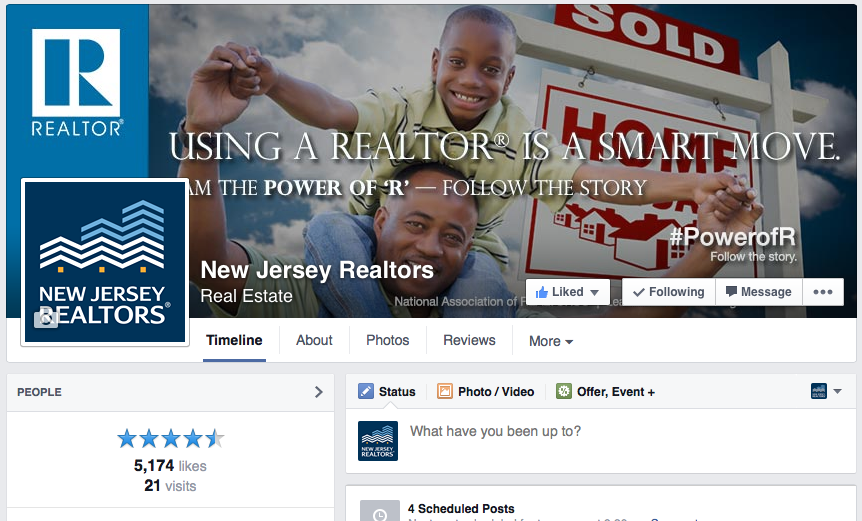 SOLD
REALTOR®
HOME
USING A REALTOR® IS A SMART MOVE.
AM THE POWER OF ‘R’ — FOLLOW THE STORY
#PowerofR
Follow the story.
NEW JERSEY
REALTORS®
New Jersey Realtors
Real Estate
National Association of
Liked
Following
Message
Timeline
About
Photos
Reviews
More
PEOPLE
5,174 likes
21 visits
Status
Photo / Video
Offer, Event +
NEW JERSEY
REALTORS
What have you been up to?
4 Scheduled Posts